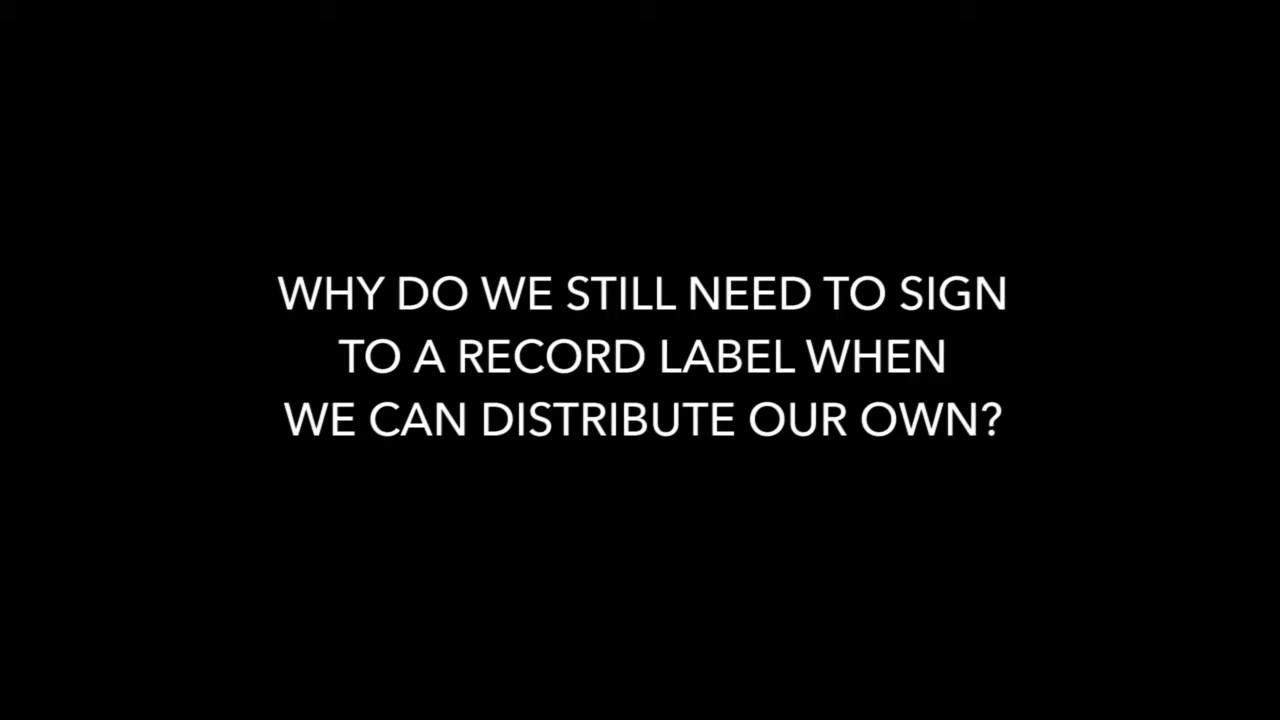 WHY DO WE STILL NEED TO SIGN
TO A RECORD LABEL WHEN
WE CAN DISTRIBUTE OUR OWN?